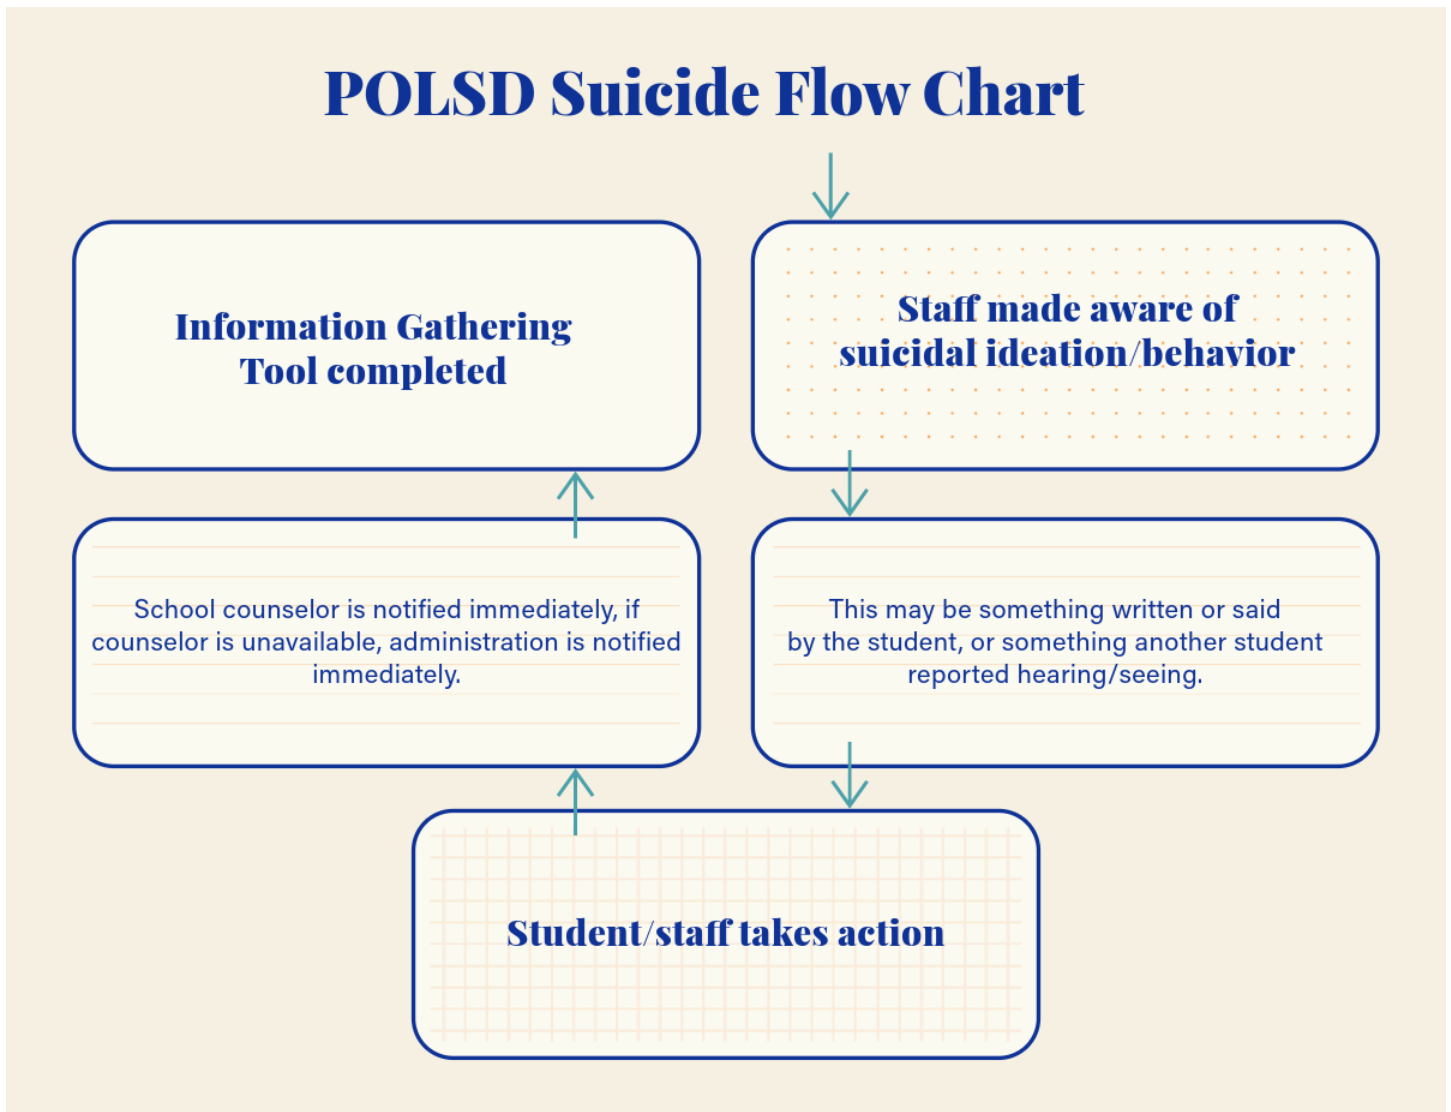 POLSD Suicide Flow Chart
Staff made aware of
suicidal ideation/behavior
This may be something written or said
by the student, or something another student
reported hearing/seeing.
Student/staff takes action
School counselor is notified immediately, if
counselor is unavailable, administration is notified
immediately.
Information Gathering
Tool completed